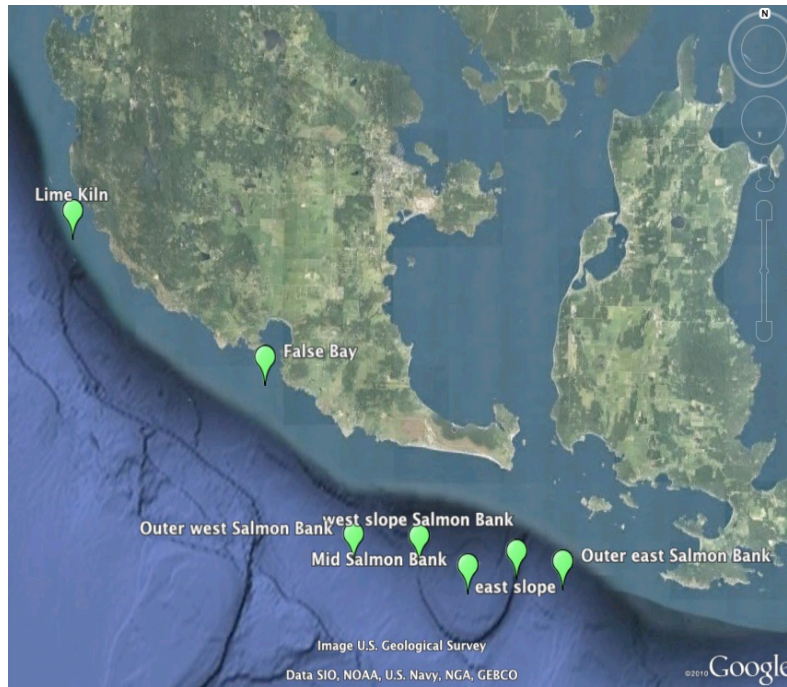 N
Lime Kiln
False Bay
west slope Salmon Bank
Outer west Salmon Bank
Mid Salmon Bank
Outer east Salmon Bank
east slope
Image U.S. Geological Survey
Data SIO, NOAA, U.S. Navy, NGA, GEBCO
©2010 Google